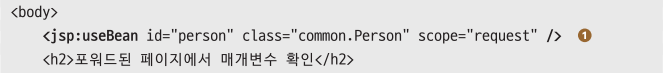 <body>
<jsp:useBean id="person" class="common.Person" scope="request" /> ❶
<h2>포워드된 페이지에서 매개변수 확인</h2>